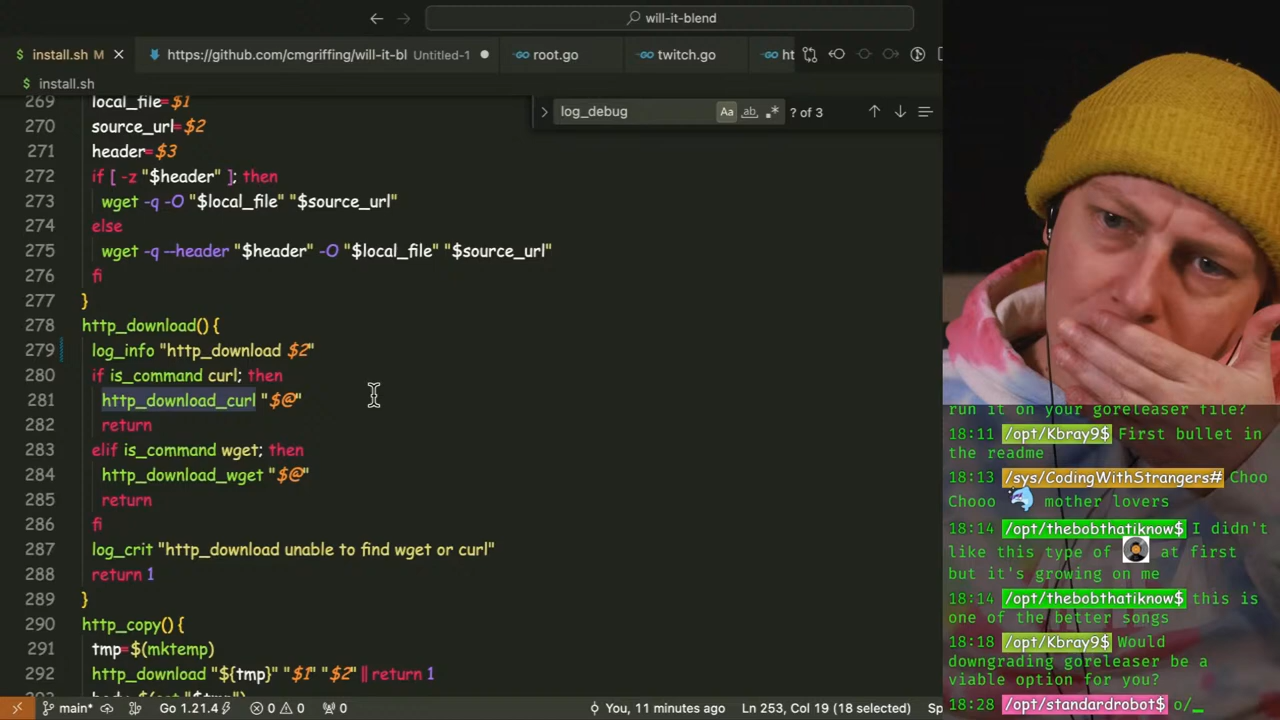 will-it-blend
install.sh M
https://github.com/cmgriffing/will-it-bl Untitled-1
root.go
twitch.go
ht
install.sh
log_debug
Aa
ab
? of 3
269 local_file=$1
270 source_url=$2
271 header=$3
272 if [ -z "$header" ]; then
273 wget -q -O "$local_file" "$source_url"
274 else
275 wget -q --header "$header" -O "$local_file" "$source_url"
276 fi
277 }
278 http_download() {
279 log_info "http_download $2"
280 if is_command curl; then
281 http_download_curl "$@"
282 return
283 elif is_command wget; then
284 http_download_wget "$@"
285 return
286 fi
287 log_crit "http_download unable to find wget or curl"
288 return 1
289 }
290 http_copy() {
291 tmp=$(mktemp)
292 http_download "${tmp}" "$1" "$2" || return 1
main*
Go 1.21.4
0
0
0
You, 11 minutes ago
Ln 253, Col 19 (18 selected)
Sp
run it on your goreleaser file?
18:11 /opt/Kbray9$ First bullet in
the readme
18:13 /sys/CodingWithStrangers# Choo
Chooo mother lovers
18:14 /opt/thebobthatiknow$ I didn't
like this type of at first
but it's growing on me
18:14 /opt/thebobthatiknow$ this is
one of the better songs
18:18 /opt/Kbray9$ Would
downgrading goreleaser be a
viable option for you?
18:28 /opt/standardrobot$ o/_